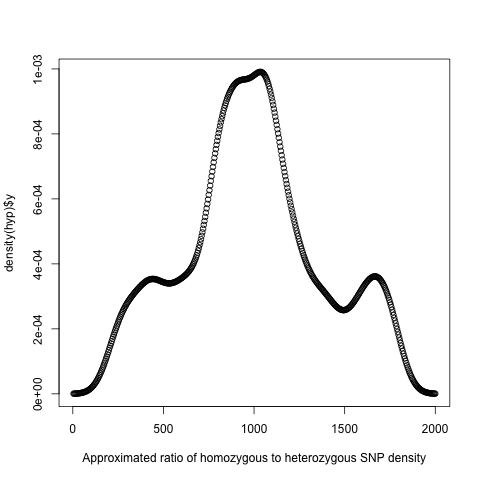 density(hyp)$y
1e-03
8e-04
6e-04
4e-04
2e-04
0e+00
0 500 1000 1500 2000
Approximated ratio of homozygous to heterozygous SNP density